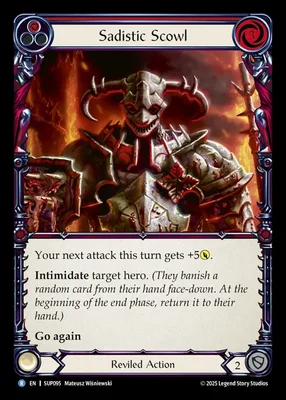 Sadistic Scowl
Your next attack this turn gets +5
Intimidate target hero. (They banish a
random card from their hand face-down. At the
beginning of the end phase, return it to their
hand.)
Go again
Reviled Action
2
R EN | SUP095 Mateusz Wiśniewski © 2025 Legend Story Studios